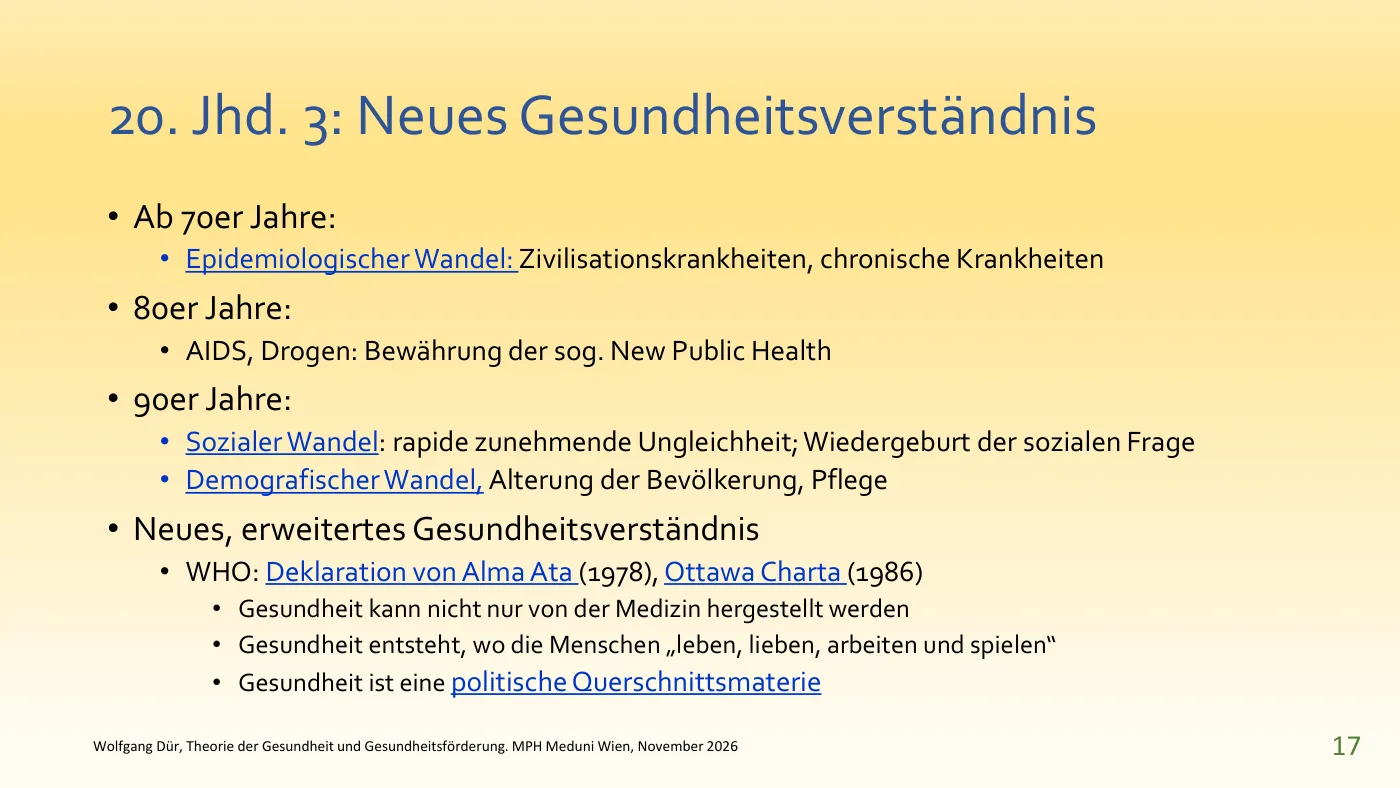 20. Jhd. 3: Neues Gesundheitsverständnis
• Ab 70er Jahre:
• Epidemiologischer Wandel: Zivilisationskrankheiten, chronische Krankheiten
• 80er Jahre:
• AIDS, Drogen: Bewährung der sog. New Public Health
• 90er Jahre:
• Sozialer Wandel: rapide zunehmende Ungleichheit; Wiedergeburt der sozialen Frage
• Demografischer Wandel, Alterung der Bevölkerung, Pflege
• Neues, erweitertes Gesundheitsverständnis
• WHO: Deklaration von Alma Ata (1978), Ottawa Charta (1986)
• Gesundheit kann nicht nur von der Medizin hergestellt werden
• Gesundheit entsteht, wo die Menschen „leben, lieben, arbeiten und spielen“
• Gesundheit ist eine politische Querschnittsmaterie
Wolfgang Dür, Theorie der Gesundheit und Gesundheitsförderung. MPH Meduni Wien, November 2026
17